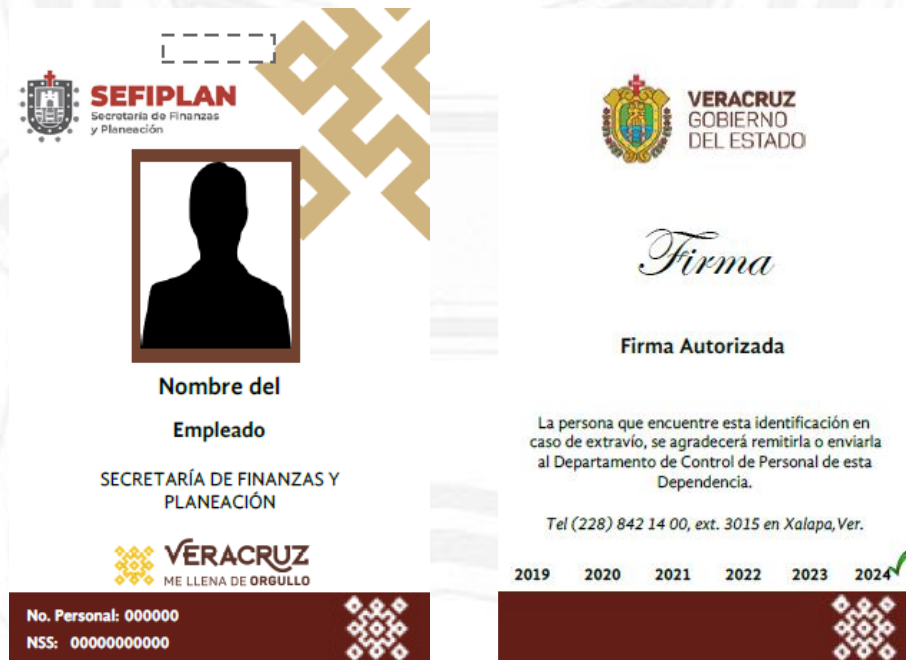 SEFIPLAN
Secretaría de Finanzas
y Planeación
Nombre del
Empleado
SECRETARÍA DE FINANZAS Y
PLANEACIÓN
VERACRUZ
ME LLENA DE ORGULLO
No. Personal: 000000
NSS: 00000000000
VERACRUZ
GOBIERNO
DEL ESTADO
Firma
Firma Autorizada
La persona que encuentre esta identificación en
caso de extravío, se agradecerá remitirla o enviarla
al Departamento de Control de Personal de esta
Dependencia.
Tel (228) 842 14 00, ext. 3015 en Xalapa,Ver.
2019 2020 2021 2022 2023 2024